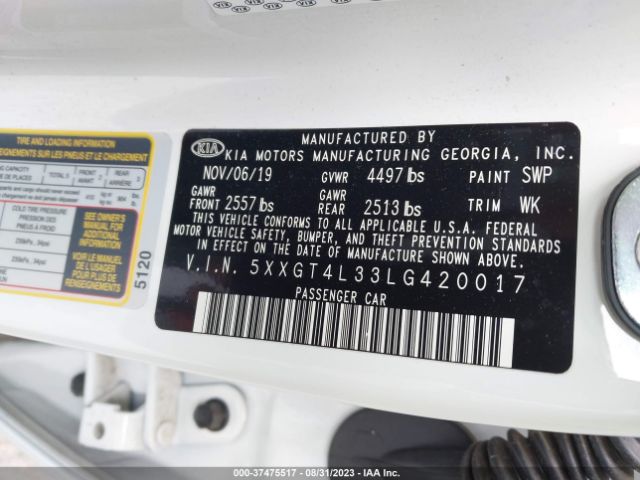 TIRE AND LOADING INFORMATION
COLD TIRE PRESSURE
SEE OWNER'S
MANUAL FOR
ADDITIONAL
INFORMATION
VOIR LE MANUEL
DE L'USAGER
POUR PLUS DE
RENSEIGNEMENTS
5120
MANUFACTURED BY
KIA KIA MOTORS MANUFACTURING GEORGIA, INC.
NOV/06/19 GVWR 4497 lbs PAINT SWP
GAWR GAWR
FRONT 2557 lbs REAR 2513 lbs TRIM WK
THIS VEHICLE CONFORMS TO ALL APPLICABLE U.S.A. FEDERAL
MOTOR VEHICLE SAFETY, BUMPER, AND THEFT PREVENTION STANDARDS
IN EFFECT ON THE DATE OF MANUFACTURE SHOWN ABOVE.
V.I.N. 5XXGT4L33LG420017
PASSENGER CAR
000-37475517 - 08/31/2023 - IAA Inc.